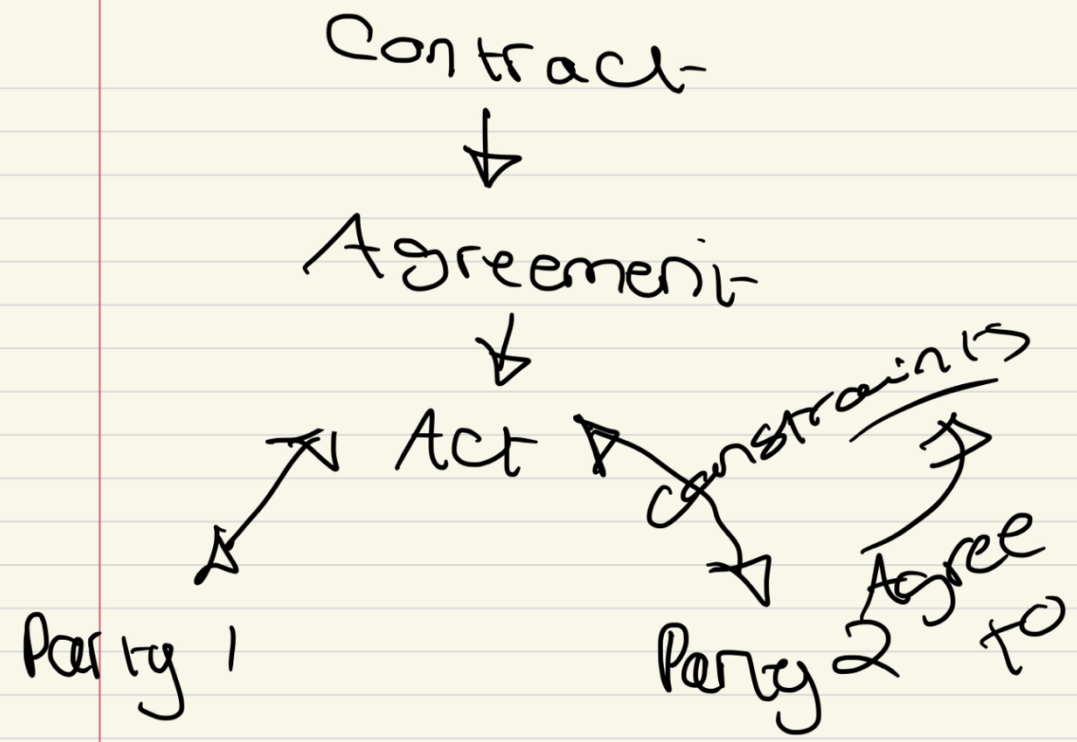 Contract
Agreement
Act
constraints
Agree
to
Party 1
Party 2